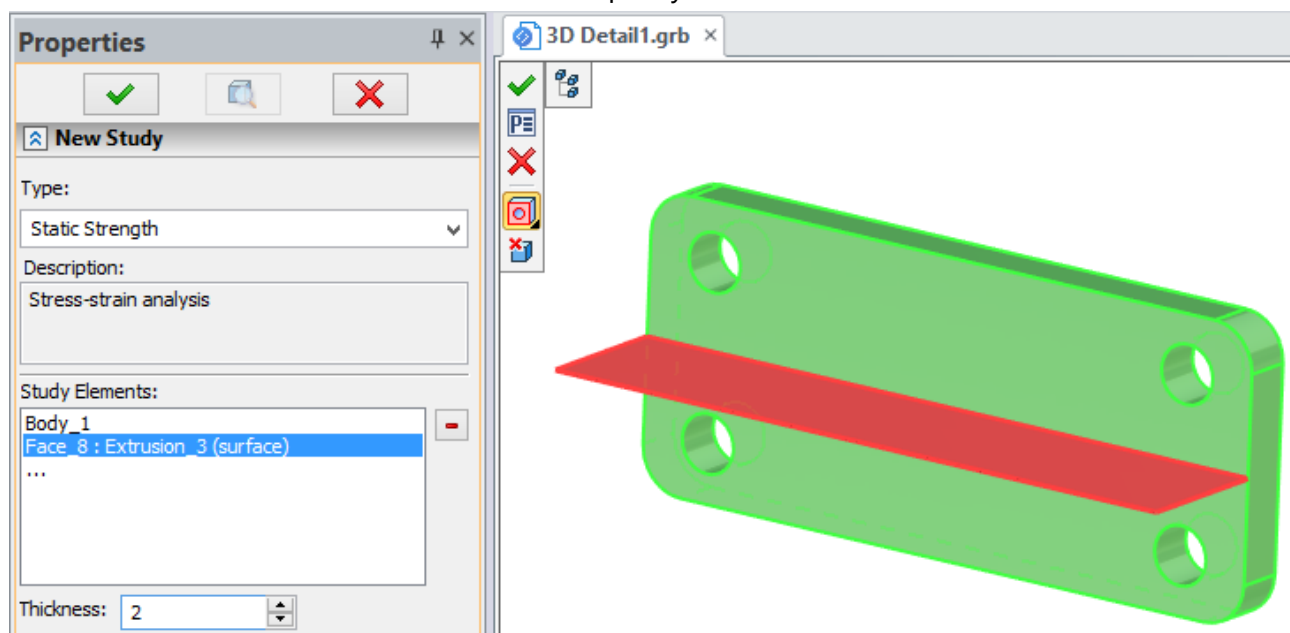 Properties
3D Detail1.grb
New Study
Type:
Static Strength
Description:
Stress-strain analysis
Study Elements:
Body_1
Face_8 : Extrusion_3 (surface)
...
Thickness: 2